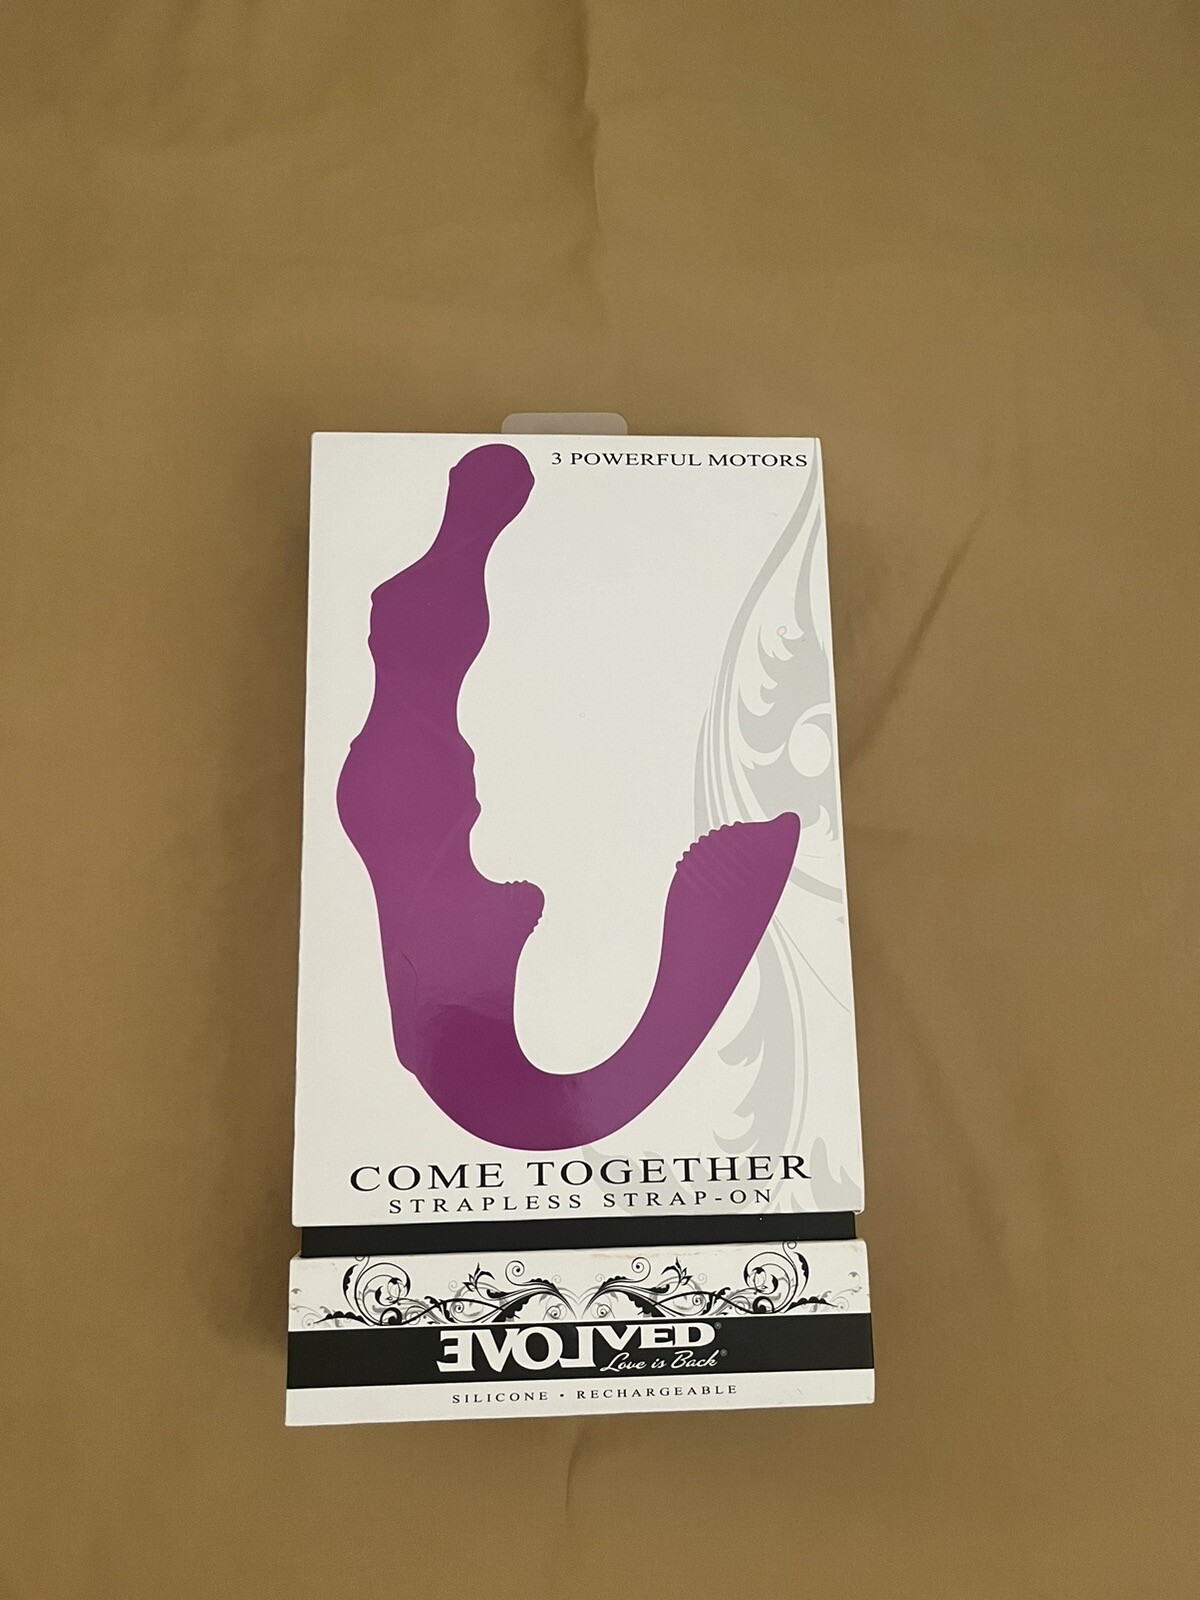 3 POWERFUL MOTORS
COME TOGETHER
STRAPLESS STRAP-ON
EVOLVED®
Love is Back®
SILICONE • RECHARGEABLE